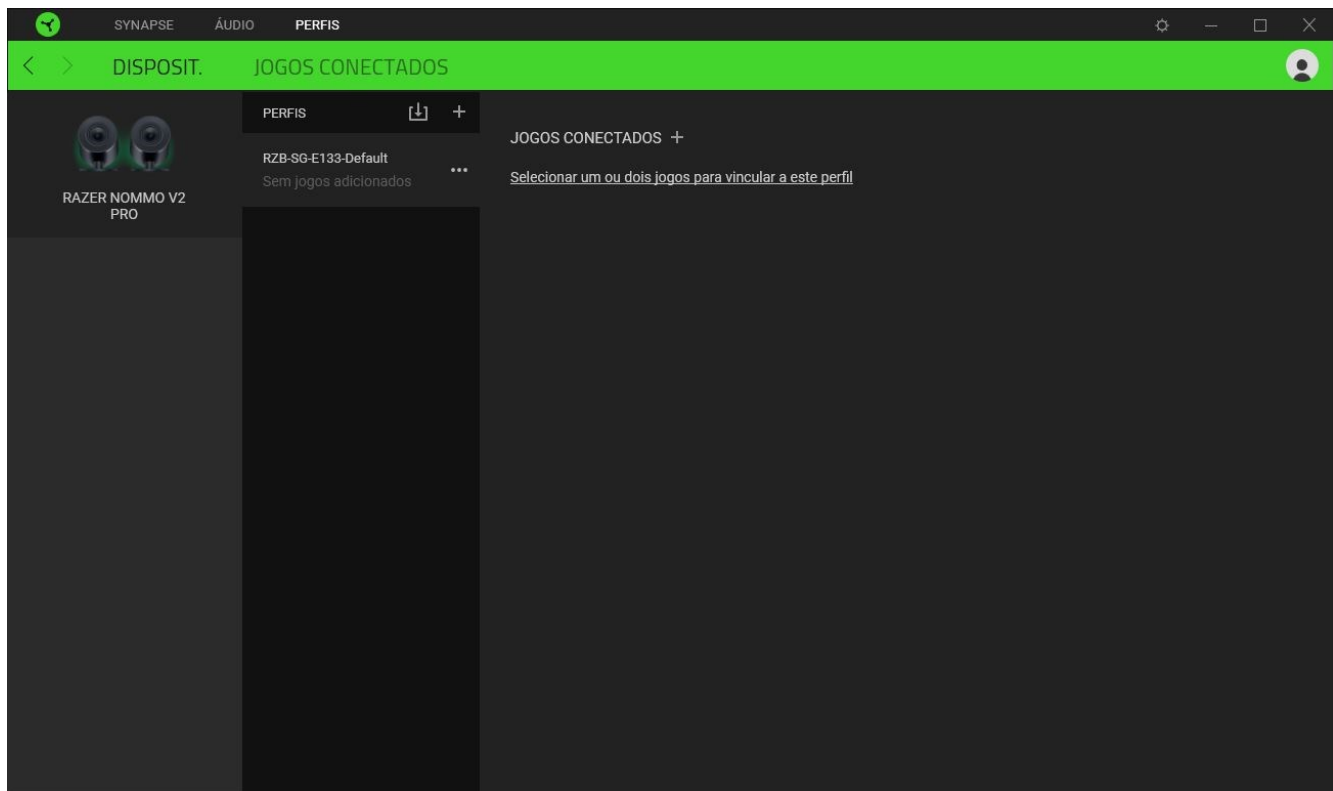 SYNAPSE ÁUDIO PERFIS
DISPOSIT. JOGOS CONECTADOS
RAZER NOMMO V2
PRO
PERFIS
RZB-SG-E133-Default
Sem jogos adicionados
JOGOS CONECTADOS
Selecionar um ou dois jogos para vincular a este perfil